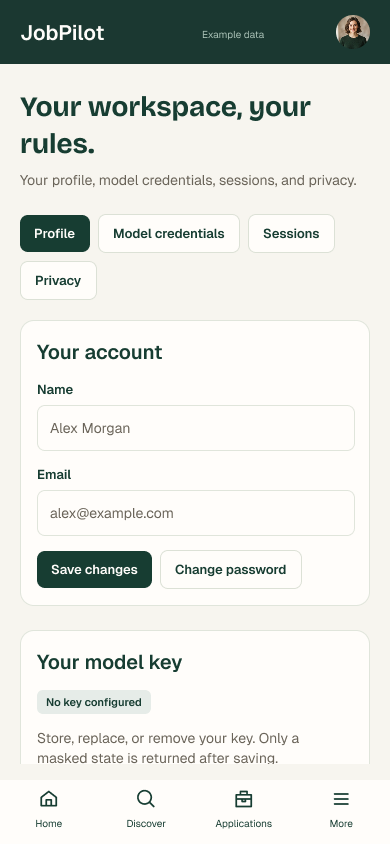 JobPilot
Example data
Your workspace, your
rules.
Your profile, model credentials, sessions, and privacy.
Profile
Model credentials
Sessions
Privacy
Your account
Name
Alex Morgan
Email
alex@example.com
Save changes
Change password
Your model key
No key configured
Store, replace, or remove your key. Only a
masked state is returned after saving.
Home
Discover
Applications
More